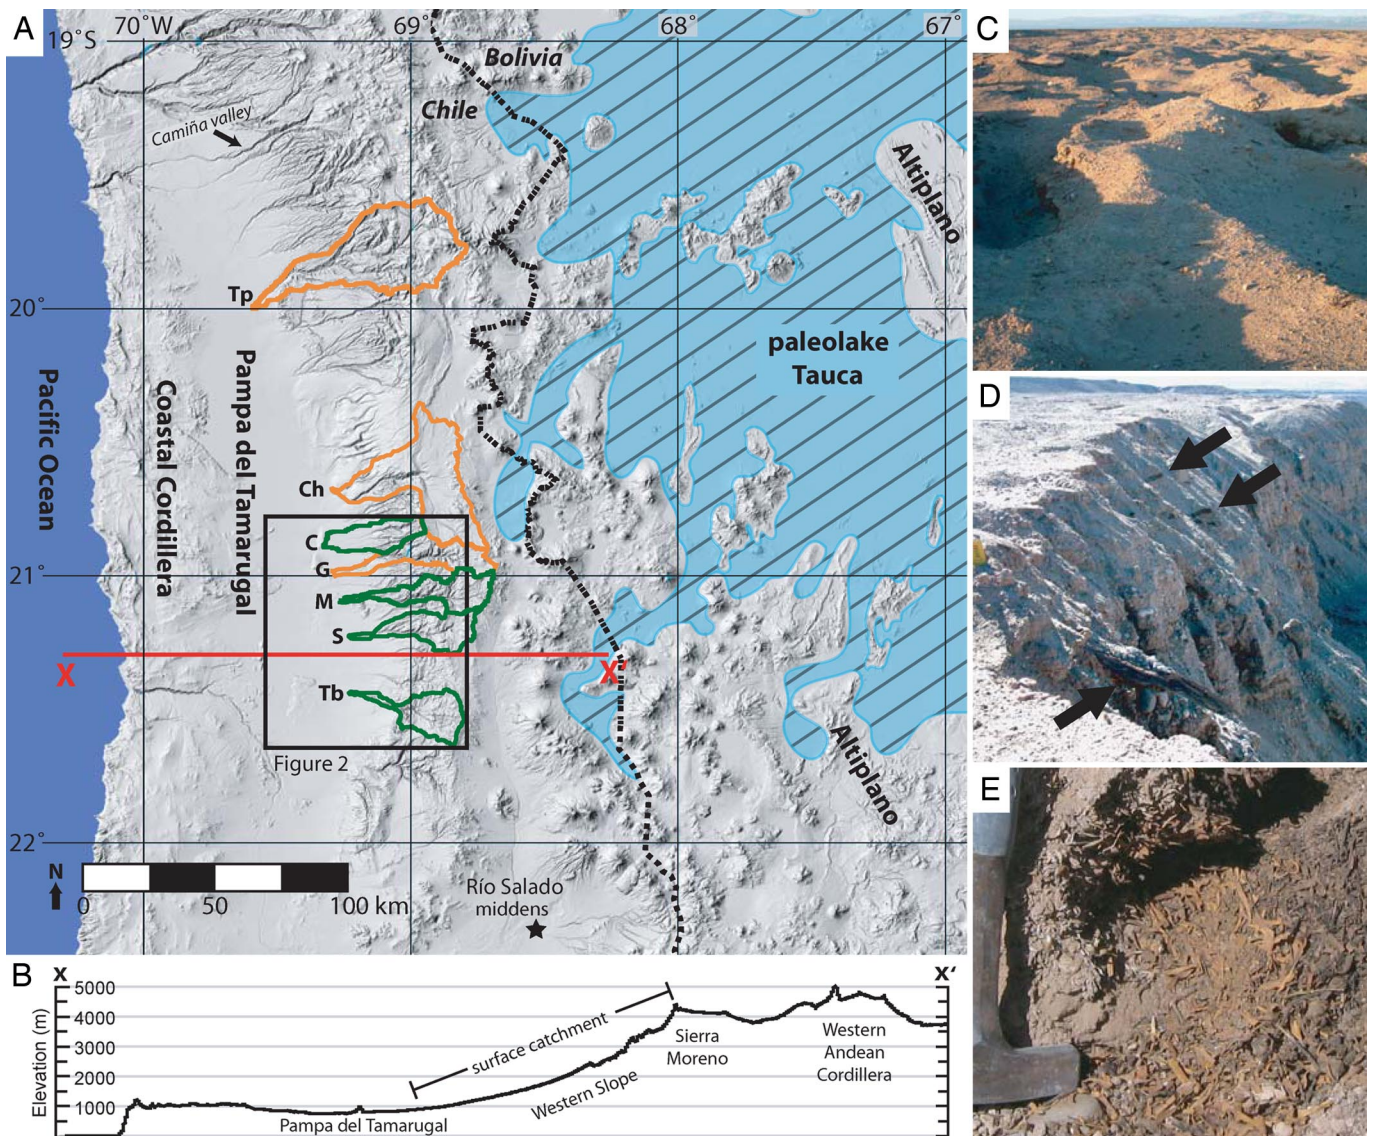 A
19°S
70°W
69°
68°
67°
Bolivia
Chile
Camiña valley
Altiplano
Tp
20°
paleolake
Tauca
Pacific Ocean
Coastal Cordillera
Pampa del Tamarugal
Ch
C
G
21°
M
S
X
X'
Tb
Figure 2
Altiplano
22°
N
0
50
100 km
Río Salado
middens
B
X
X'
Elevation (m)
5000
4000
3000
2000
1000
surface catchment
Sierra
Moreno
Western
Andean
Cordillera
Western Slope
Pampa del Tamarugal
C
D
E